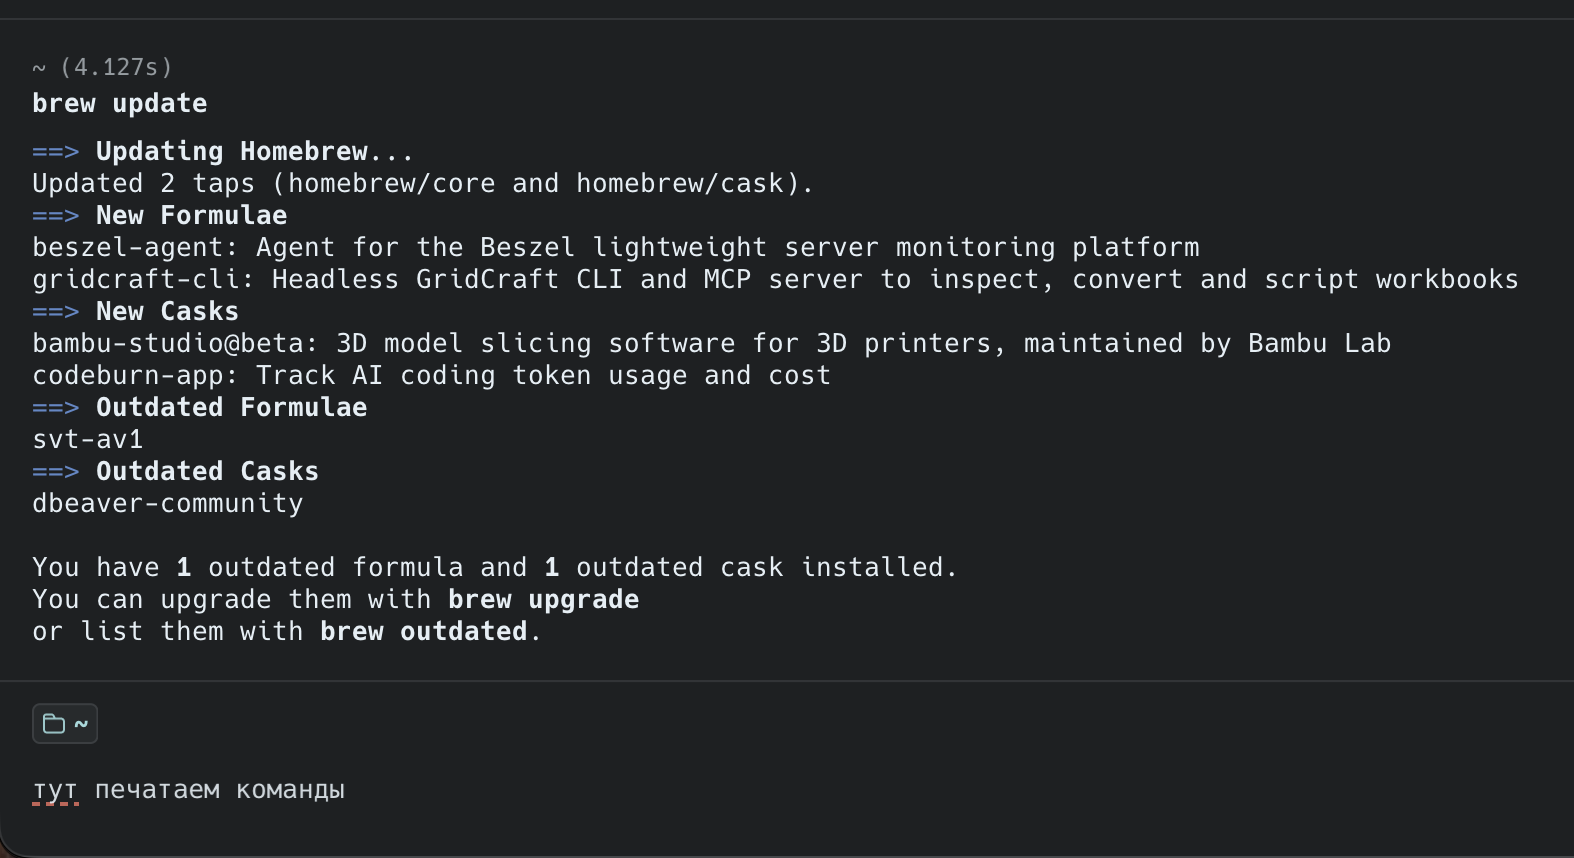 ~ (4.127s)
brew update
==> Updating Homebrew...
Updated 2 taps (homebrew/core and homebrew/cask).
==> New Formulae
beszel-agent: Agent for the Beszel lightweight server monitoring platform
gridcraft-cli: Headless GridCraft CLI and MCP server to inspect, convert and script workbooks
==> New Casks
bambu-studio@beta: 3D model slicing software for 3D printers, maintained by Bambu Lab
codeburn-app: Track AI coding token usage and cost
==> Outdated Formulae
svt-av1
==> Outdated Casks
dbeaver-community
You have 1 outdated formula and 1 outdated cask installed.
You can upgrade them with brew upgrade
or list them with brew outdated.
~
тут печатаем команды